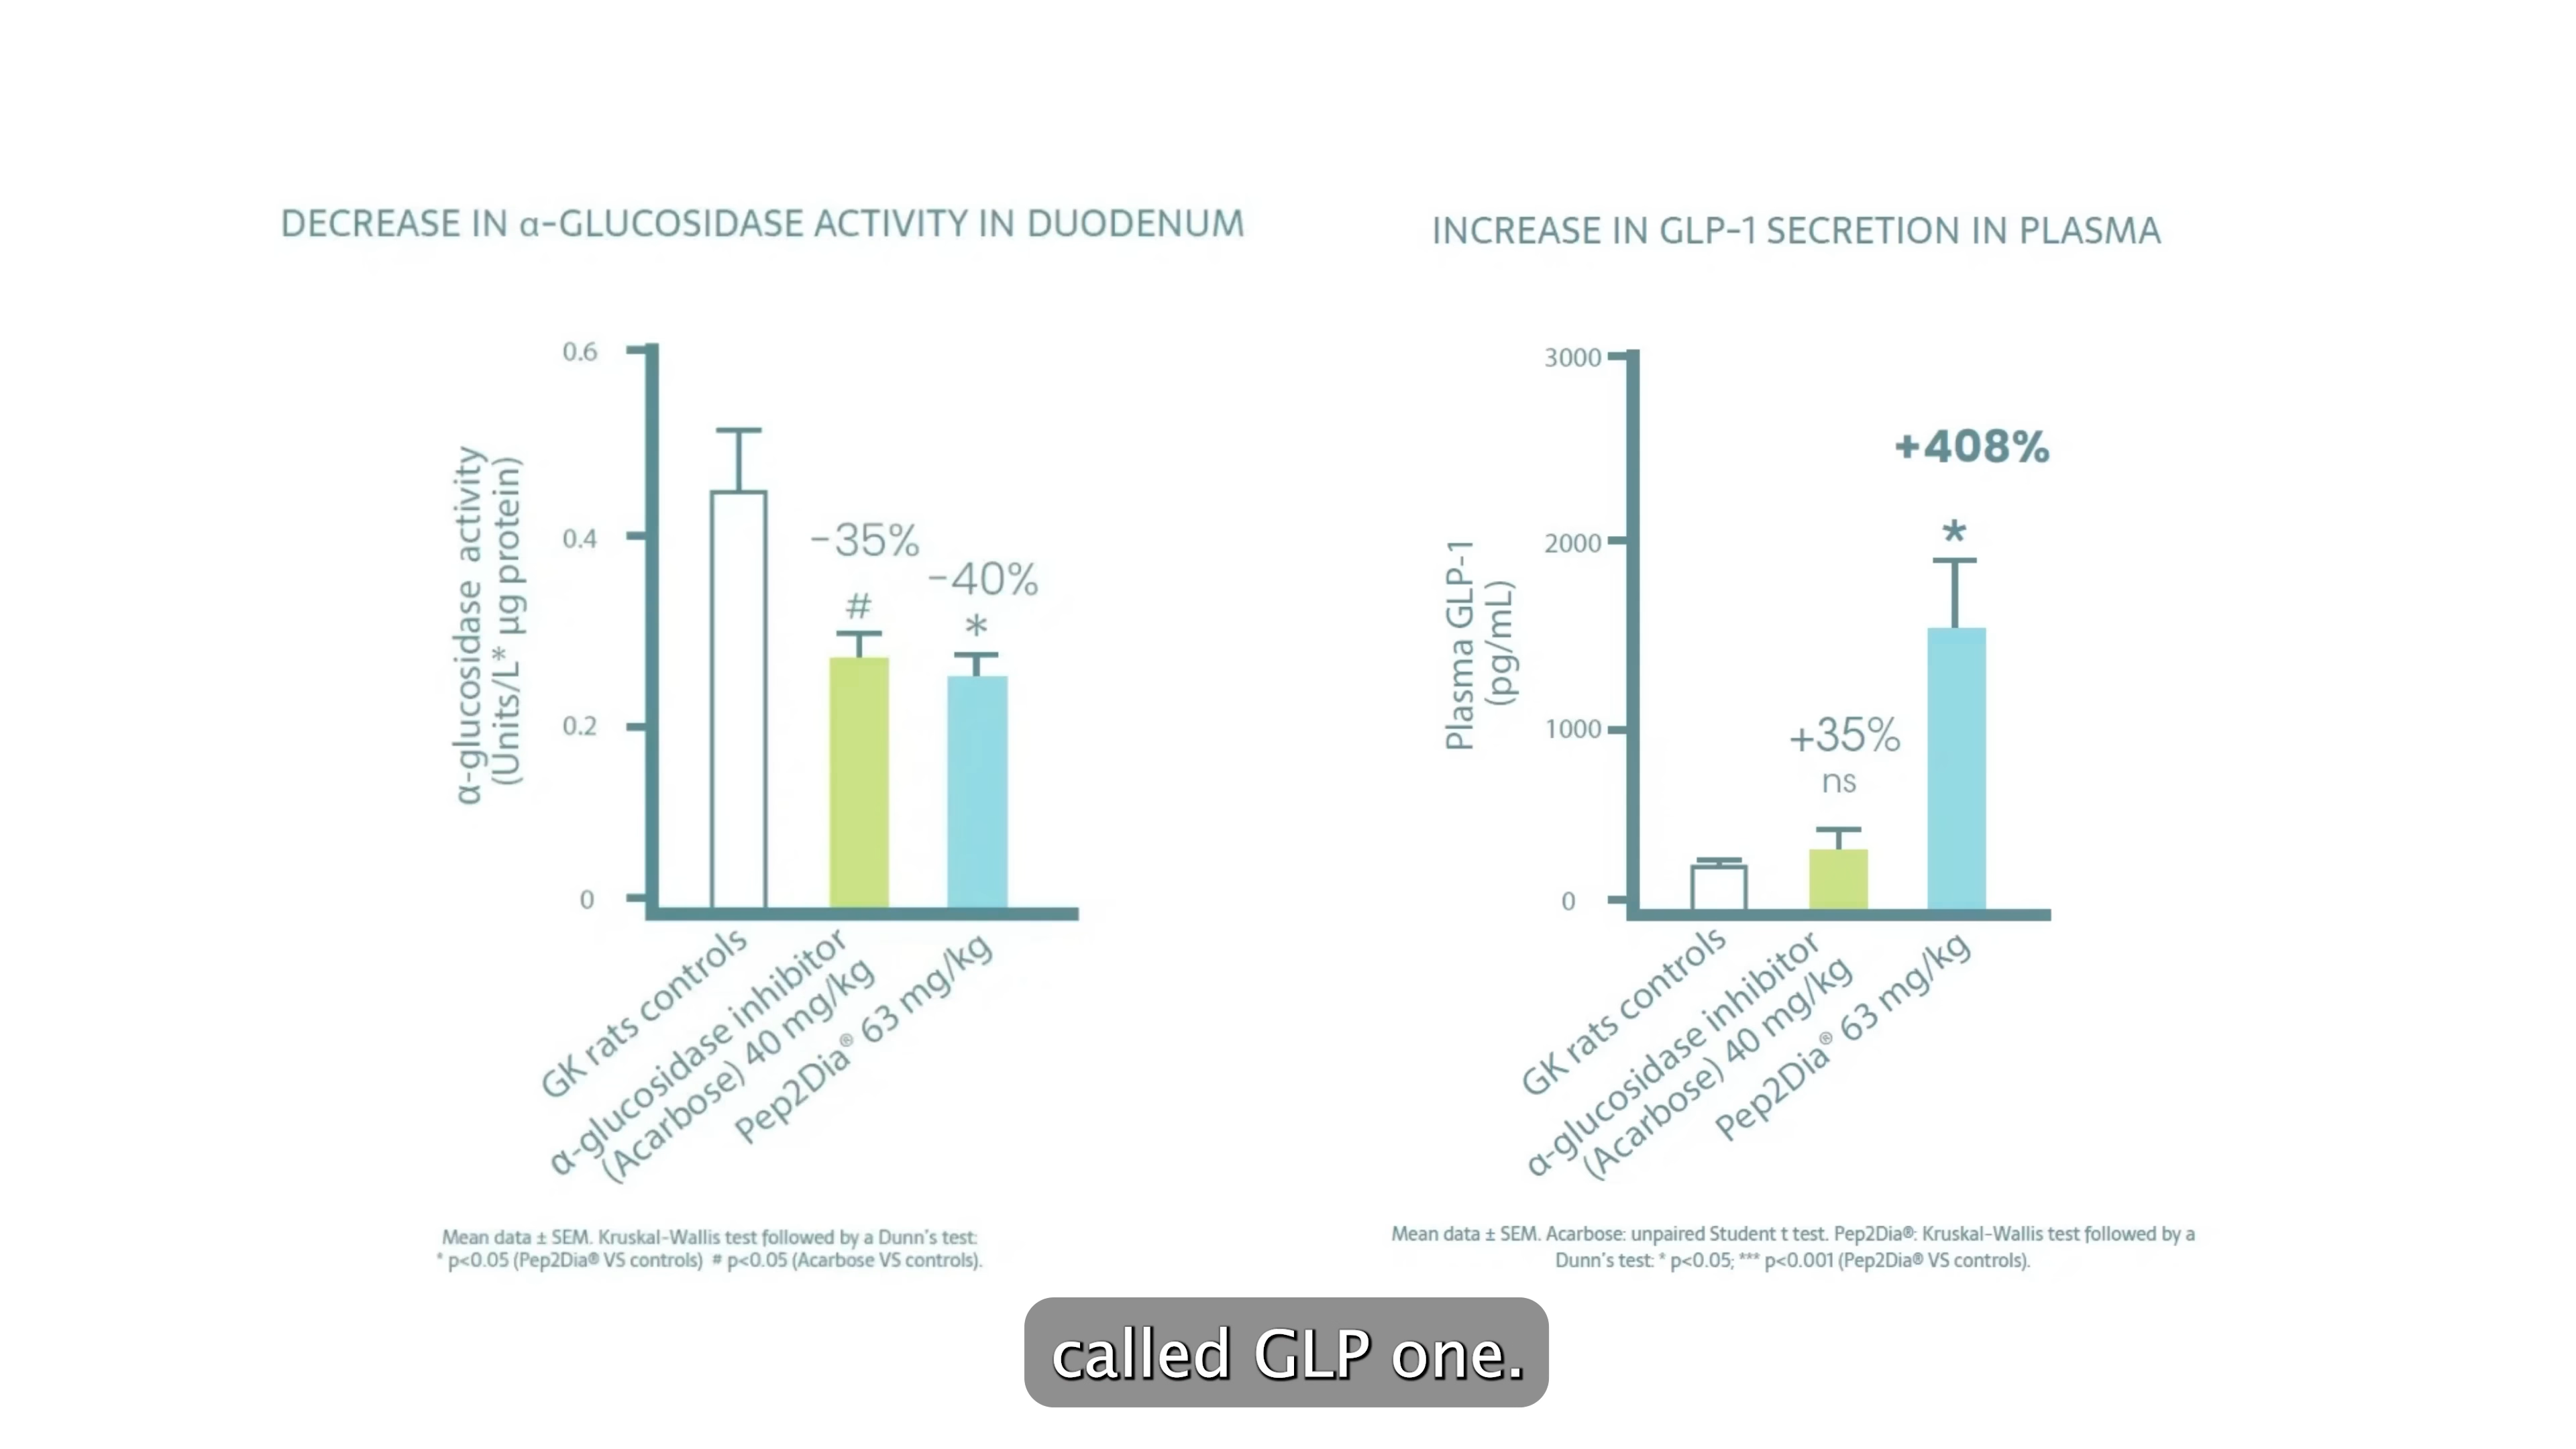 DECREASE IN α-GLUCOSIDASE ACTIVITY IN DUODENUM
α-glucosidase activity
(Units/L* µg protein)
0.6
0.4
0.2
0
-35%
#
-40%
*
GK rats controls
α-glucosidase inhibitor
(Acarbose) 40 mg/kg
Pep2Dia® 63 mg/kg
Mean data ± SEM. Kruskal-Wallis test followed by a Dunn's test:
* p<0.05 (Pep2Dia® VS controls) # p<0.05 (Acarbose VS controls).
INCREASE IN GLP-1 SECRETION IN PLASMA
Plasma GLP-1
(pg/mL)
3000
2000
1000
0
+35%
ns
+408%
*
GK rats controls
α-glucosidase inhibitor
(Acarbose) 40 mg/kg
Pep2Dia® 63 mg/kg
Mean data ± SEM. Acarbose: unpaired Student t test. Pep2Dia®: Kruskal-Wallis test followed by a
Dunn's test: * p<0.05; *** p<0.001 (Pep2Dia® VS controls).
called GLP one.